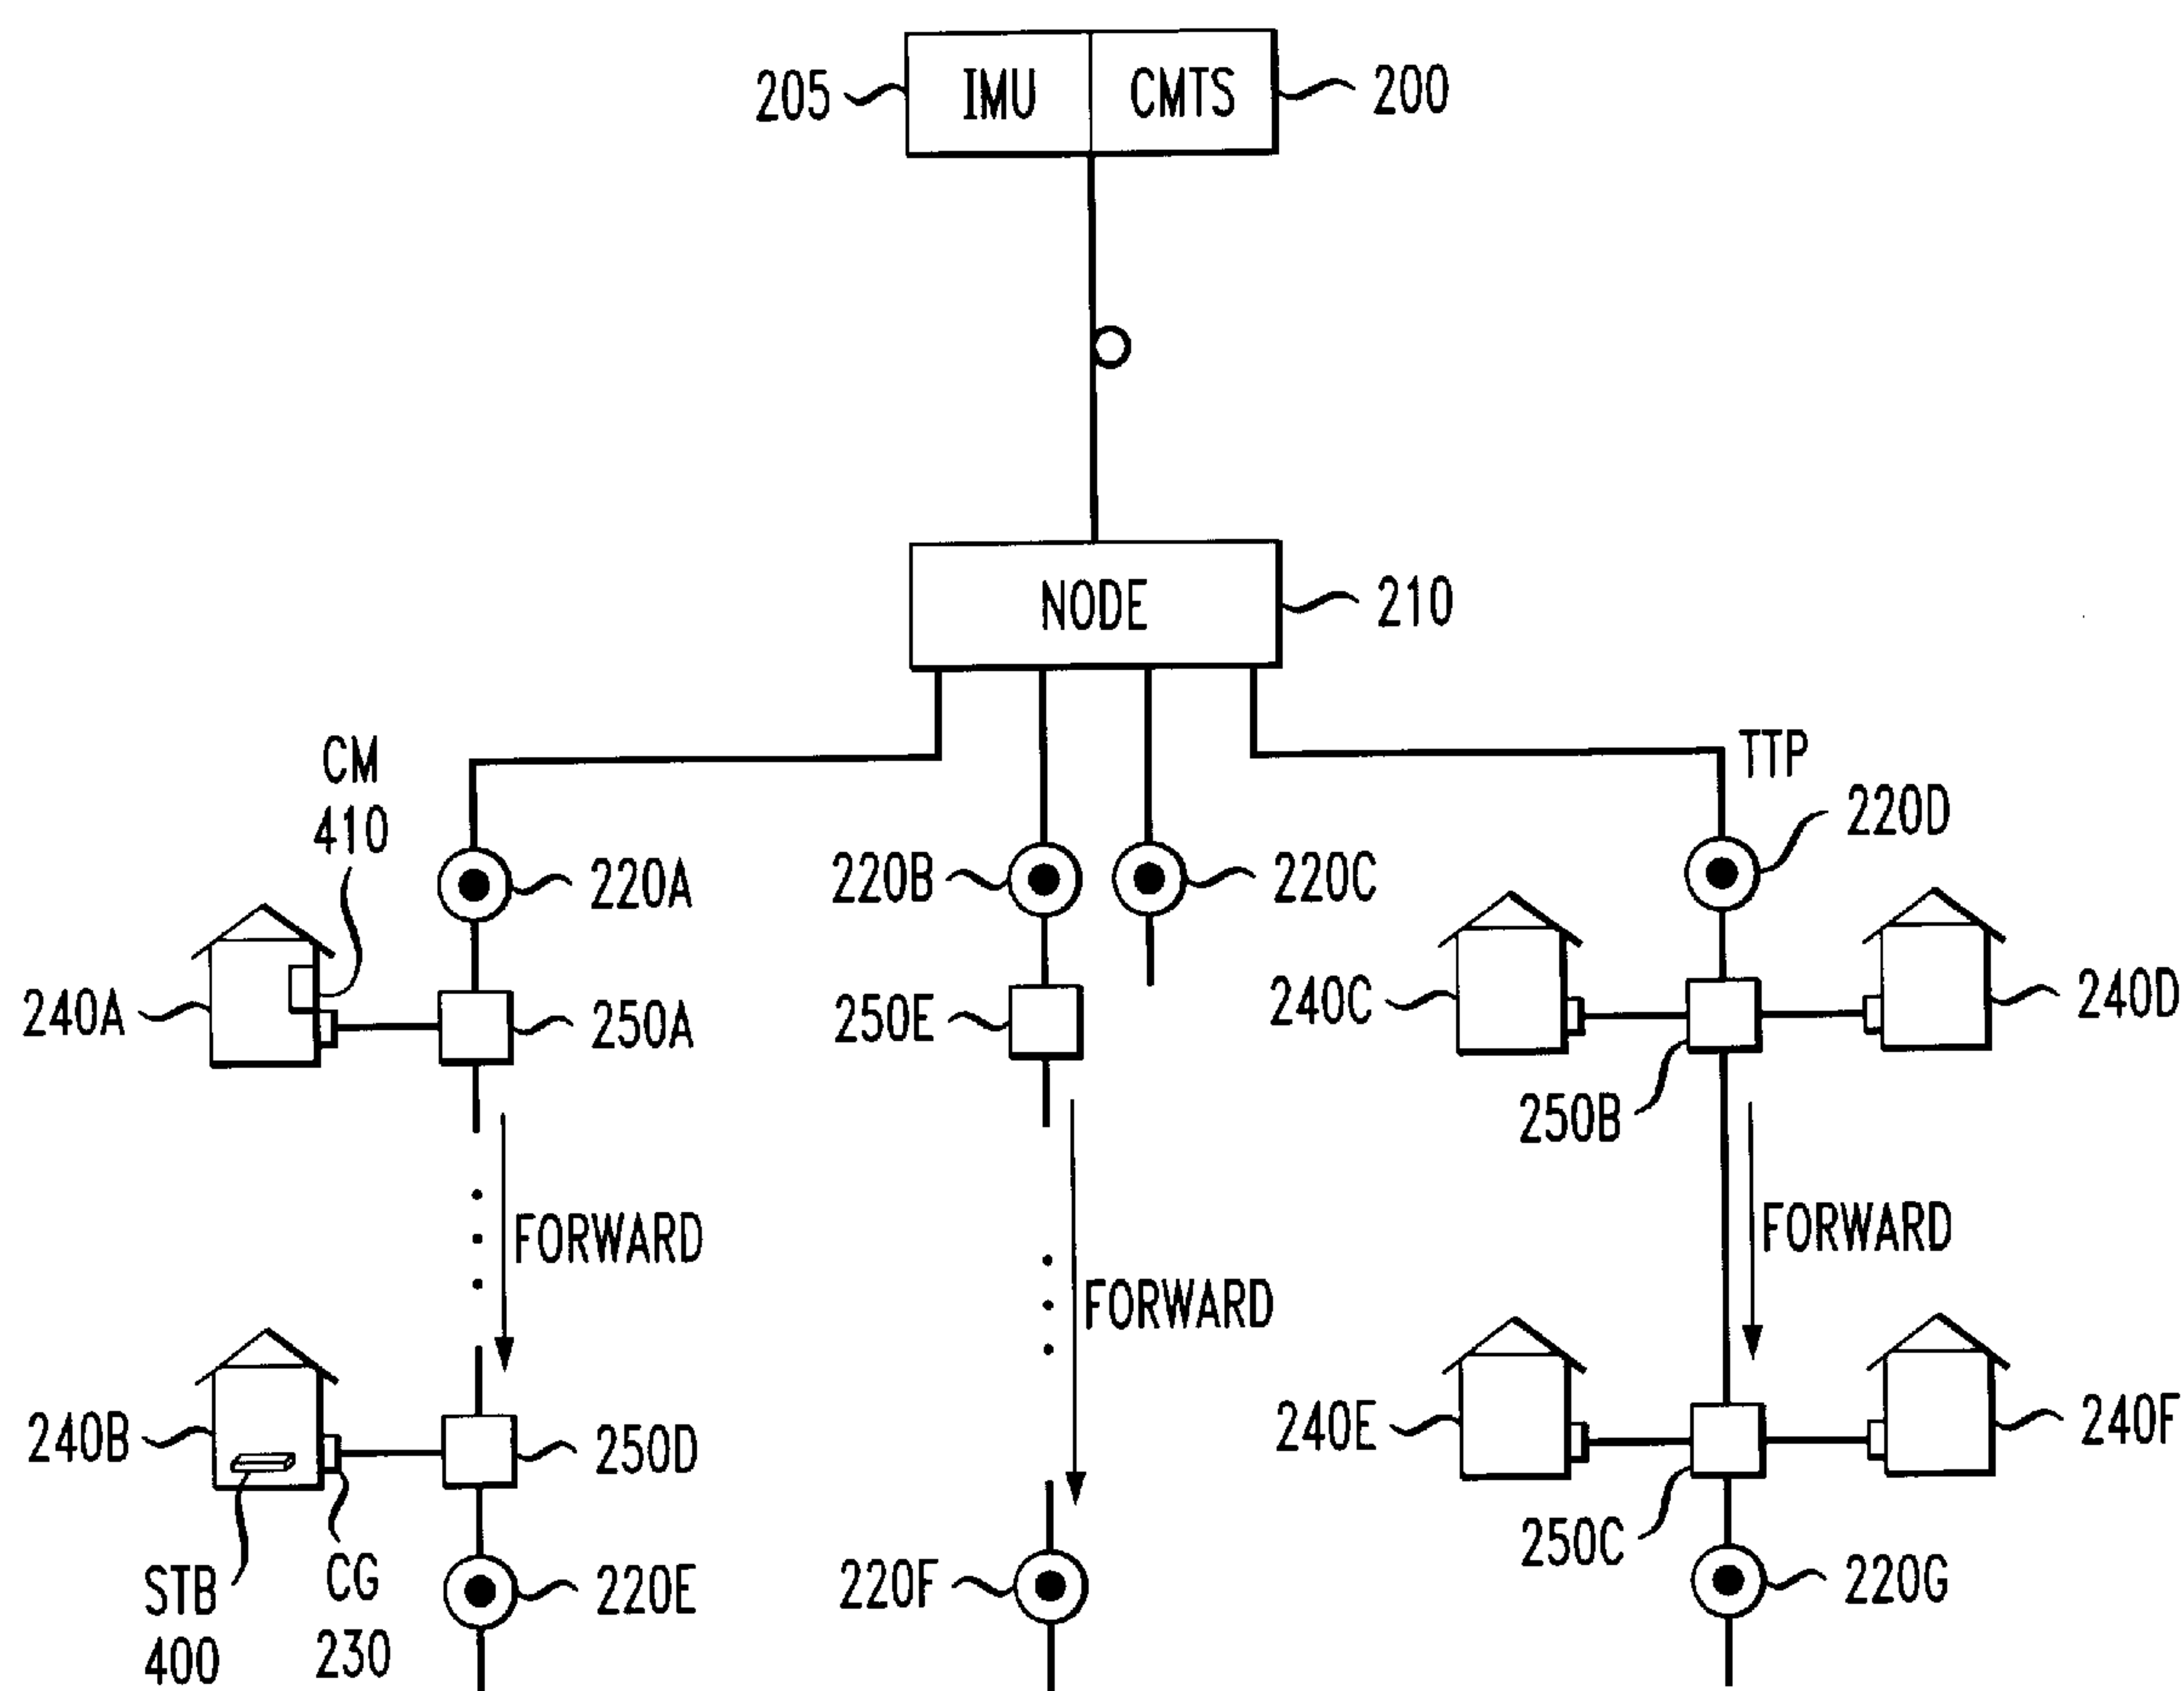 205
IMU
CMTS
200
NODE
210
CM
410
TTP
220D
220A
220B
220C
240A
250A
250E
240C
240D
250B
FORWARD
FORWARD
FORWARD
240B
250D
240E
240F
250C
STB
400
CG
230
220E
220F
220G